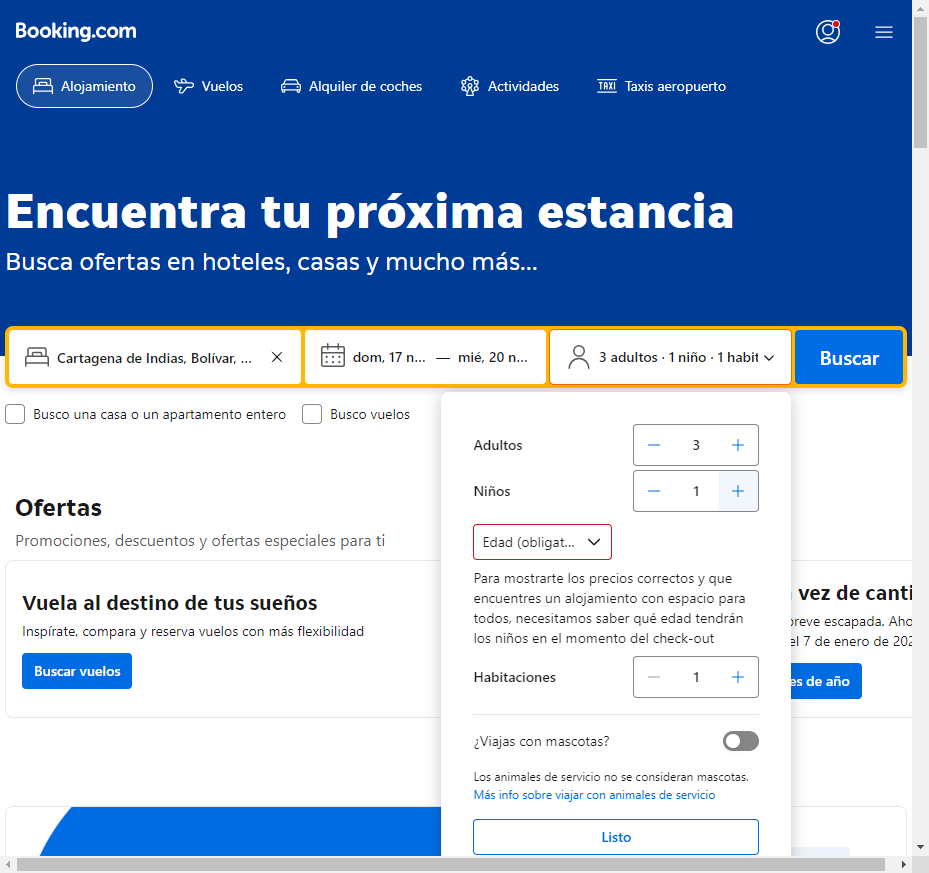 Booking.com
Alojamiento
Vuelos
Alquiler de coches
Actividades
TAXI
Taxis aeropuerto
Encuentra tu próxima estancia
Busca ofertas en hoteles, casas y mucho más...
Cartagena de Indias, Bolívar, ...
dom, 17 n... — mié, 20 n...
3 adultos · 1 niño · 1 habit
Buscar
Busco una casa o un apartamento entero
Busco vuelos
Adultos
3
Niños
1
Edad (obligat...
Para mostrarte los precios correctos y que
encuentres un alojamiento con espacio para
todos, necesitamos saber qué edad tendrán
los niños en el momento del check-out
Habitaciones
1
¿Viajas con mascotas?
Los animales de servicio no se consideran mascotas.
Más info sobre viajar con animales de servicio
Listo
Ofertas
Promociones, descuentos y ofertas especiales para ti
Vuela al destino de tus sueños
Inspírate, compara y reserva vuelos con más flexibilidad
Buscar vuelos
vez de canti
breve escapada. Aho
el 7 de enero de 202
es de año